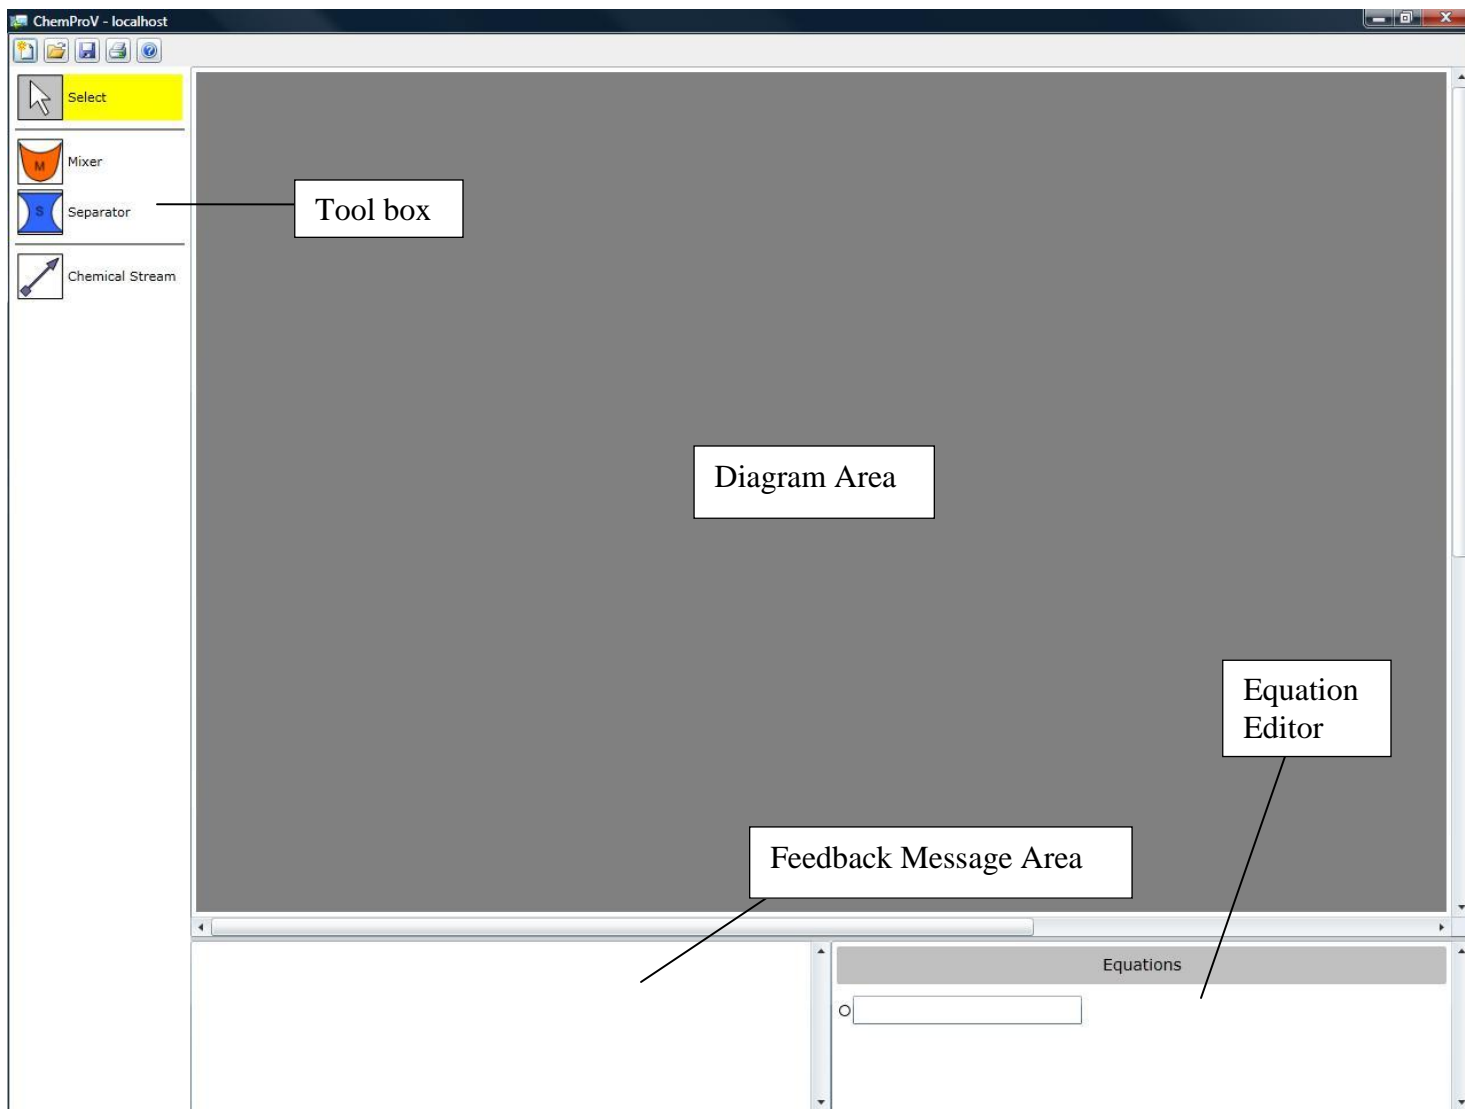 ChemProV - localhost
Select
M
Mixer
S
Separator
Tool box
Chemical Stream
Diagram Area
Equation
Editor
Feedback Message Area
Equations